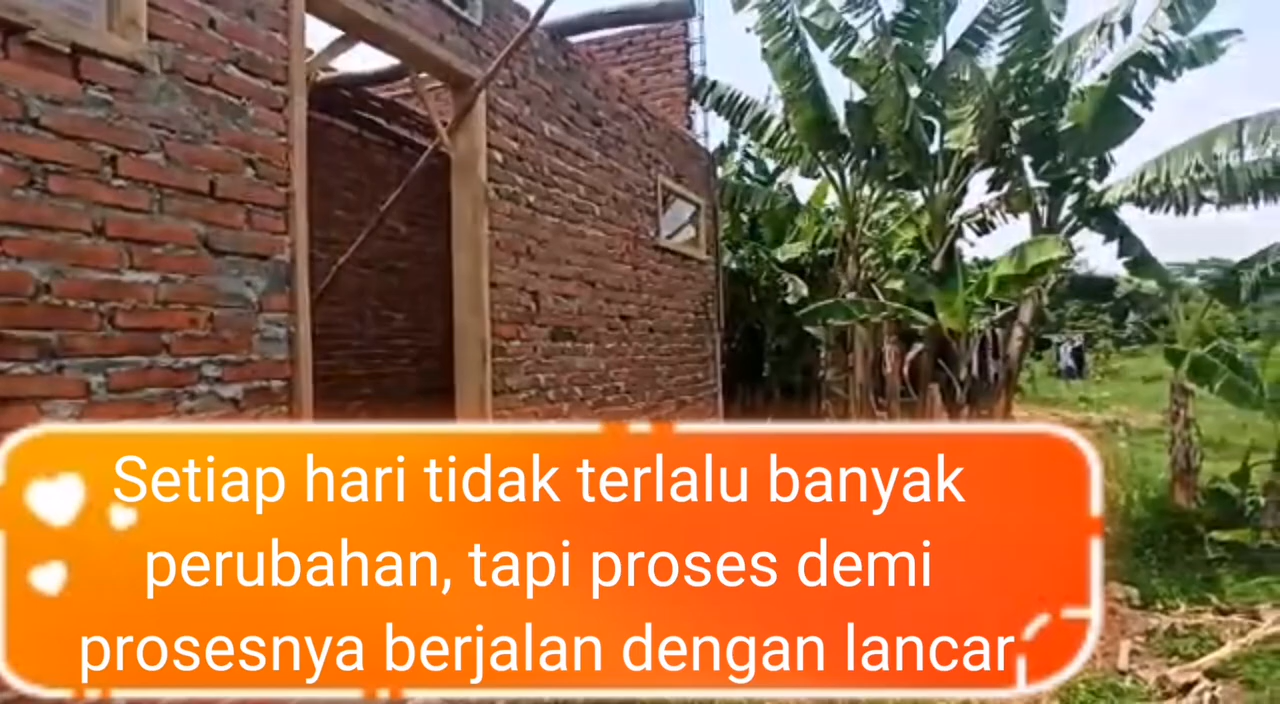 Setiap hari tidak terlalu banyak
perubahan, tapi proses demi
prosesnya berjalan dengan lancar